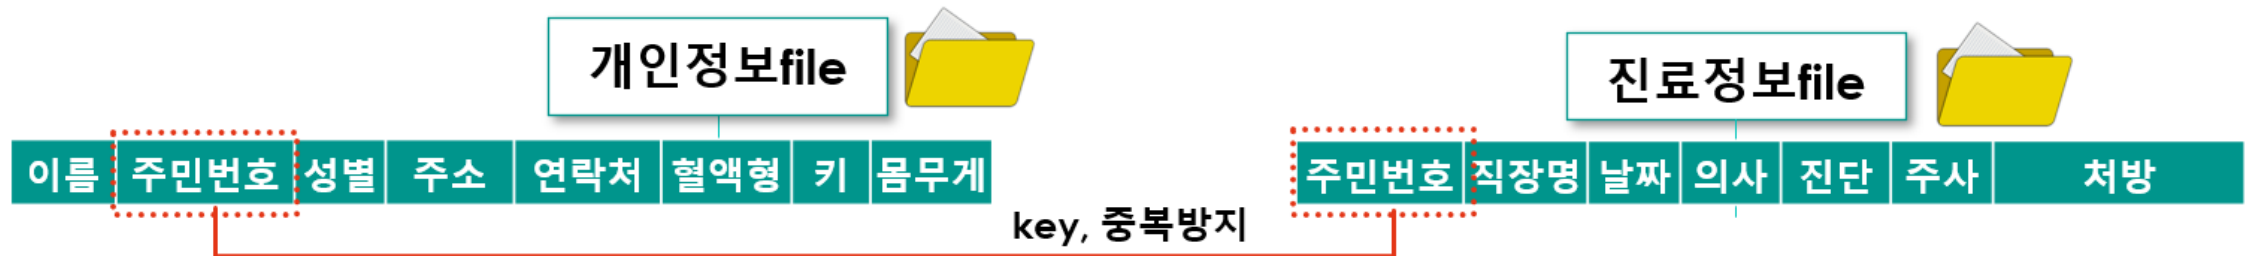 개인정보file
진료정보file
이름 주민번호 성별 주소 연락처 혈액형 키 몸무게
주민번호 직장명 날짜 의사 진단 주사 처방
key, 중복방지